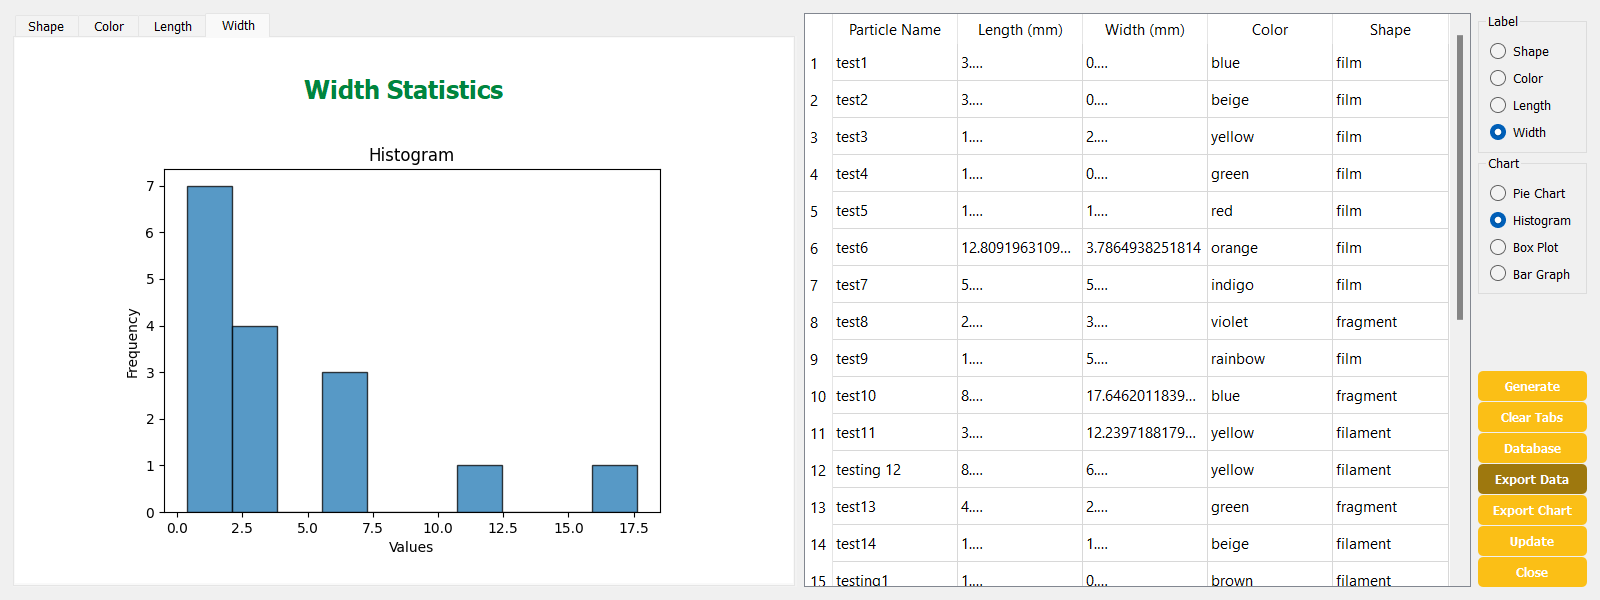 Shape Color Length Width
Width Statistics
Histogram
Frequency
7
6
5
4
3
2
1
0
0.0 2.5 5.0 7.5 10.0 12.5 15.0 17.5
Values
Particle Name Length (mm) Width (mm) Color Shape
1 test1 3.... 0.... blue film
2 test2 3.... 0.... beige film
3 test3 1.... 2.... yellow film
4 test4 1.... 0.... green film
5 test5 1.... 1.... red film
6 test6 12.8091963109... 3.7864938251814 orange film
7 test7 5.... 5.... indigo film
8 test8 2.... 3.... violet fragment
9 test9 1.... 5.... rainbow film
10 test10 8.... 17.6462011839... blue fragment
11 test11 3.... 12.2397188179... yellow filament
12 testing 12 8.... 6.... yellow filament
13 test13 4.... 2.... green fragment
14 test14 1.... 1.... beige filament
15 testing1 1.... 0.... brown filament
Label
Shape
Color
Length
Width
Chart
Pie Chart
Histogram
Box Plot
Bar Graph
Generate
Clear Tabs
Database
Export Data
Export Chart
Update
Close